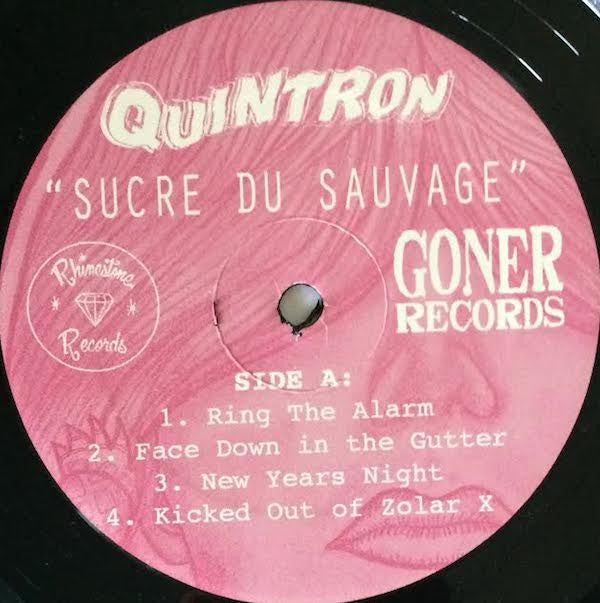 QUINTRON
"SUCRE DU SAUVAGE"
Rhinestone
Records
GONER
RECORDS
SIDE A:
1. Ring The Alarm
2. Face Down in the Gutter
3. New Years Night
4. Kicked Out of Zolar X